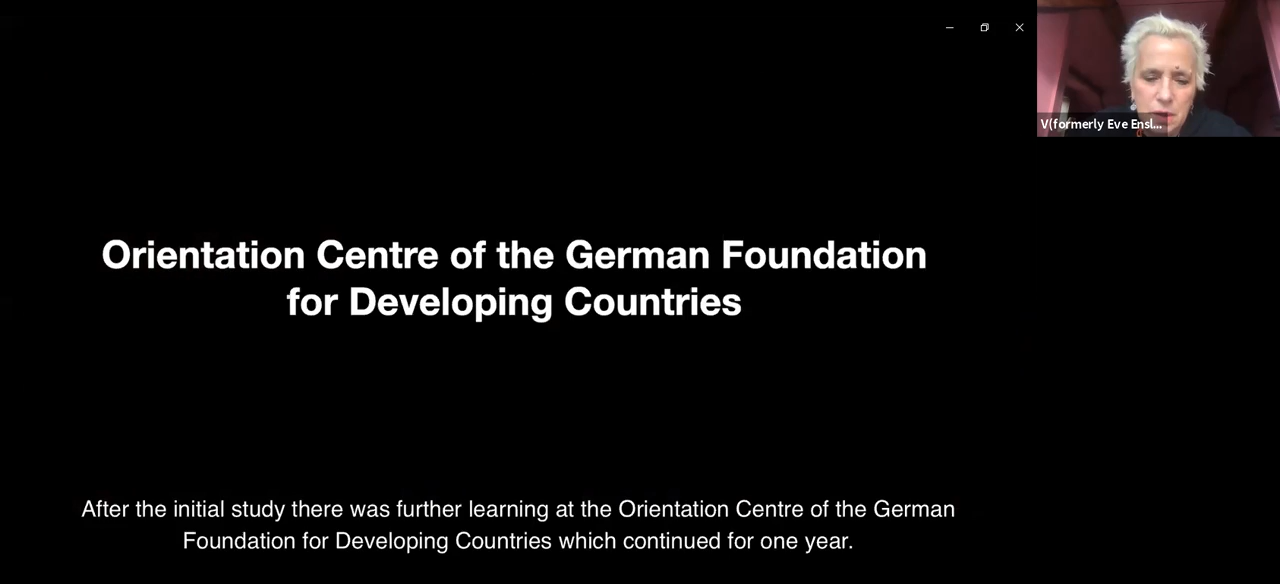 V(formerly Eve Ensl...
Orientation Centre of the German Foundation
for Developing Countries
After the initial study there was further learning at the Orientation Centre of the German
Foundation for Developing Countries which continued for one year.